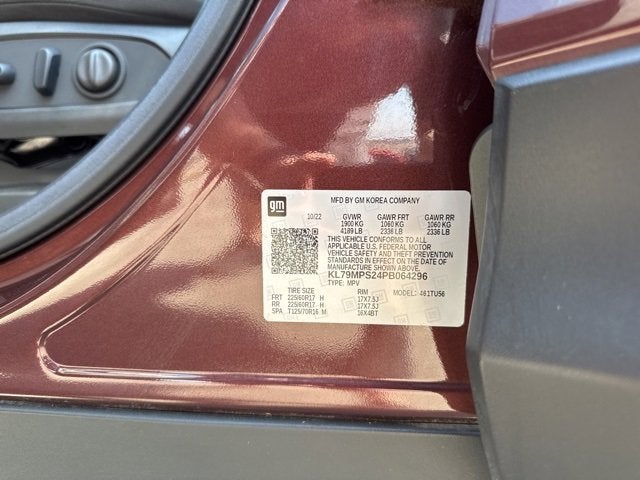 gm
MFD BY GM KOREA COMPANY
10/22 GVWR GAWR FRT GAWR RR
1900 KG 1060 KG 1060 KG
4189 LB 2336 LB 2336 LB
THIS VEHICLE CONFORMS TO ALL
APPLICABLE U.S. FEDERAL MOTOR
VEHICLE SAFETY AND THEFT
PREVENTION STANDARDS IN
EFFECT ON THE DATE OF
MANUFACTURE SHOWN ABOVE.
KL79MPS24PB064296
TYPE: MPV
TIRE SIZE RIM MODEL: 461TU56
FRT 225/60R17 H 17X7.5J
RR 225/60R17 H 17X7.5J
SPA T125/70R16 M 16X4BT